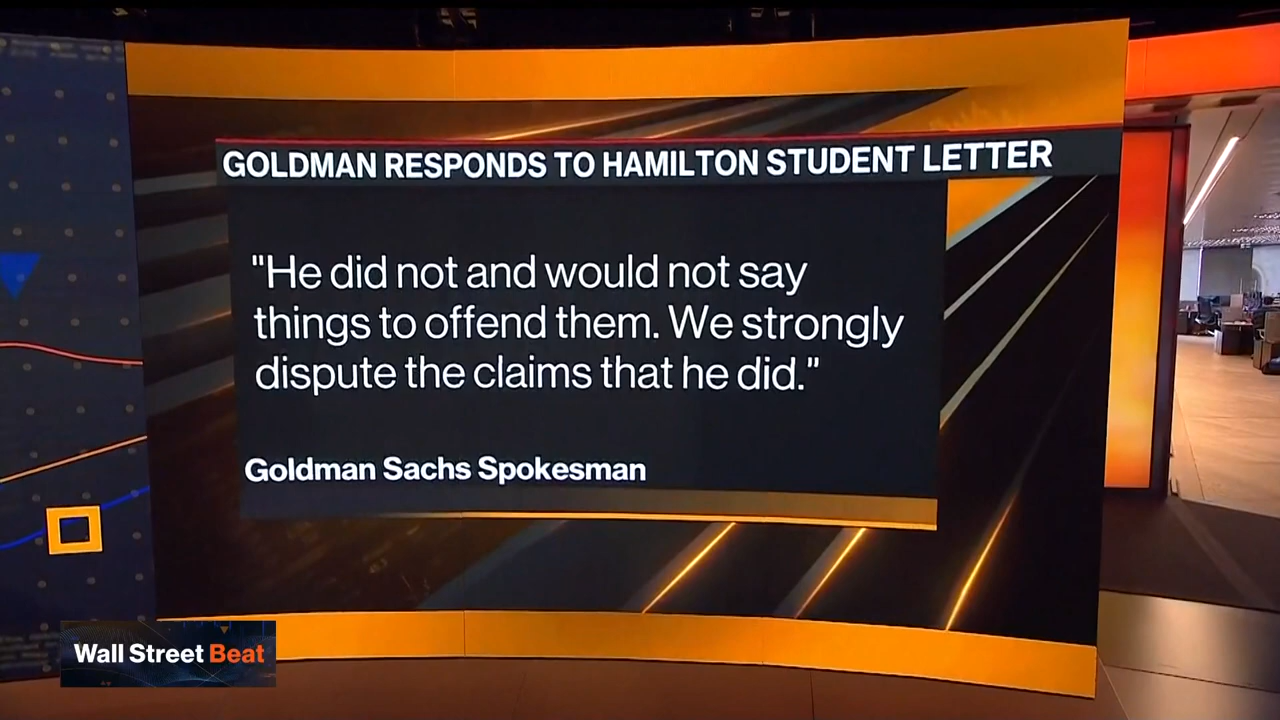 GOLDMAN RESPONDS TO HAMILTON STUDENT LETTER
"He did not and would not say
things to offend them. We strongly
dispute the claims that he did."
Goldman Sachs Spokesman
Wall Street Beat